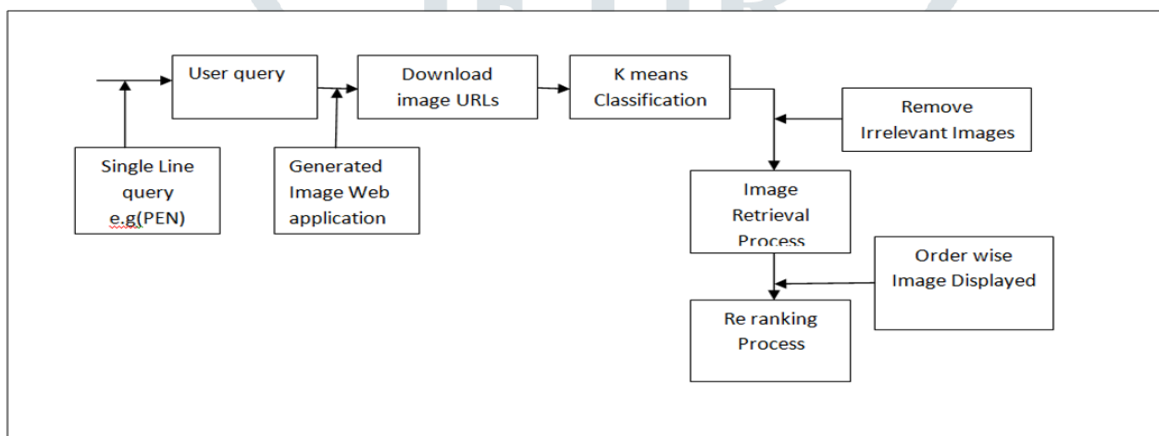 User query
Download
image URLs
K means
Classification
Remove
Irrelevant Images
Single Line
query
e.g(PEN)
Generated
Image Web
application
Image
Retrieval
Process
Order wise
Image Displayed
Re ranking
Process